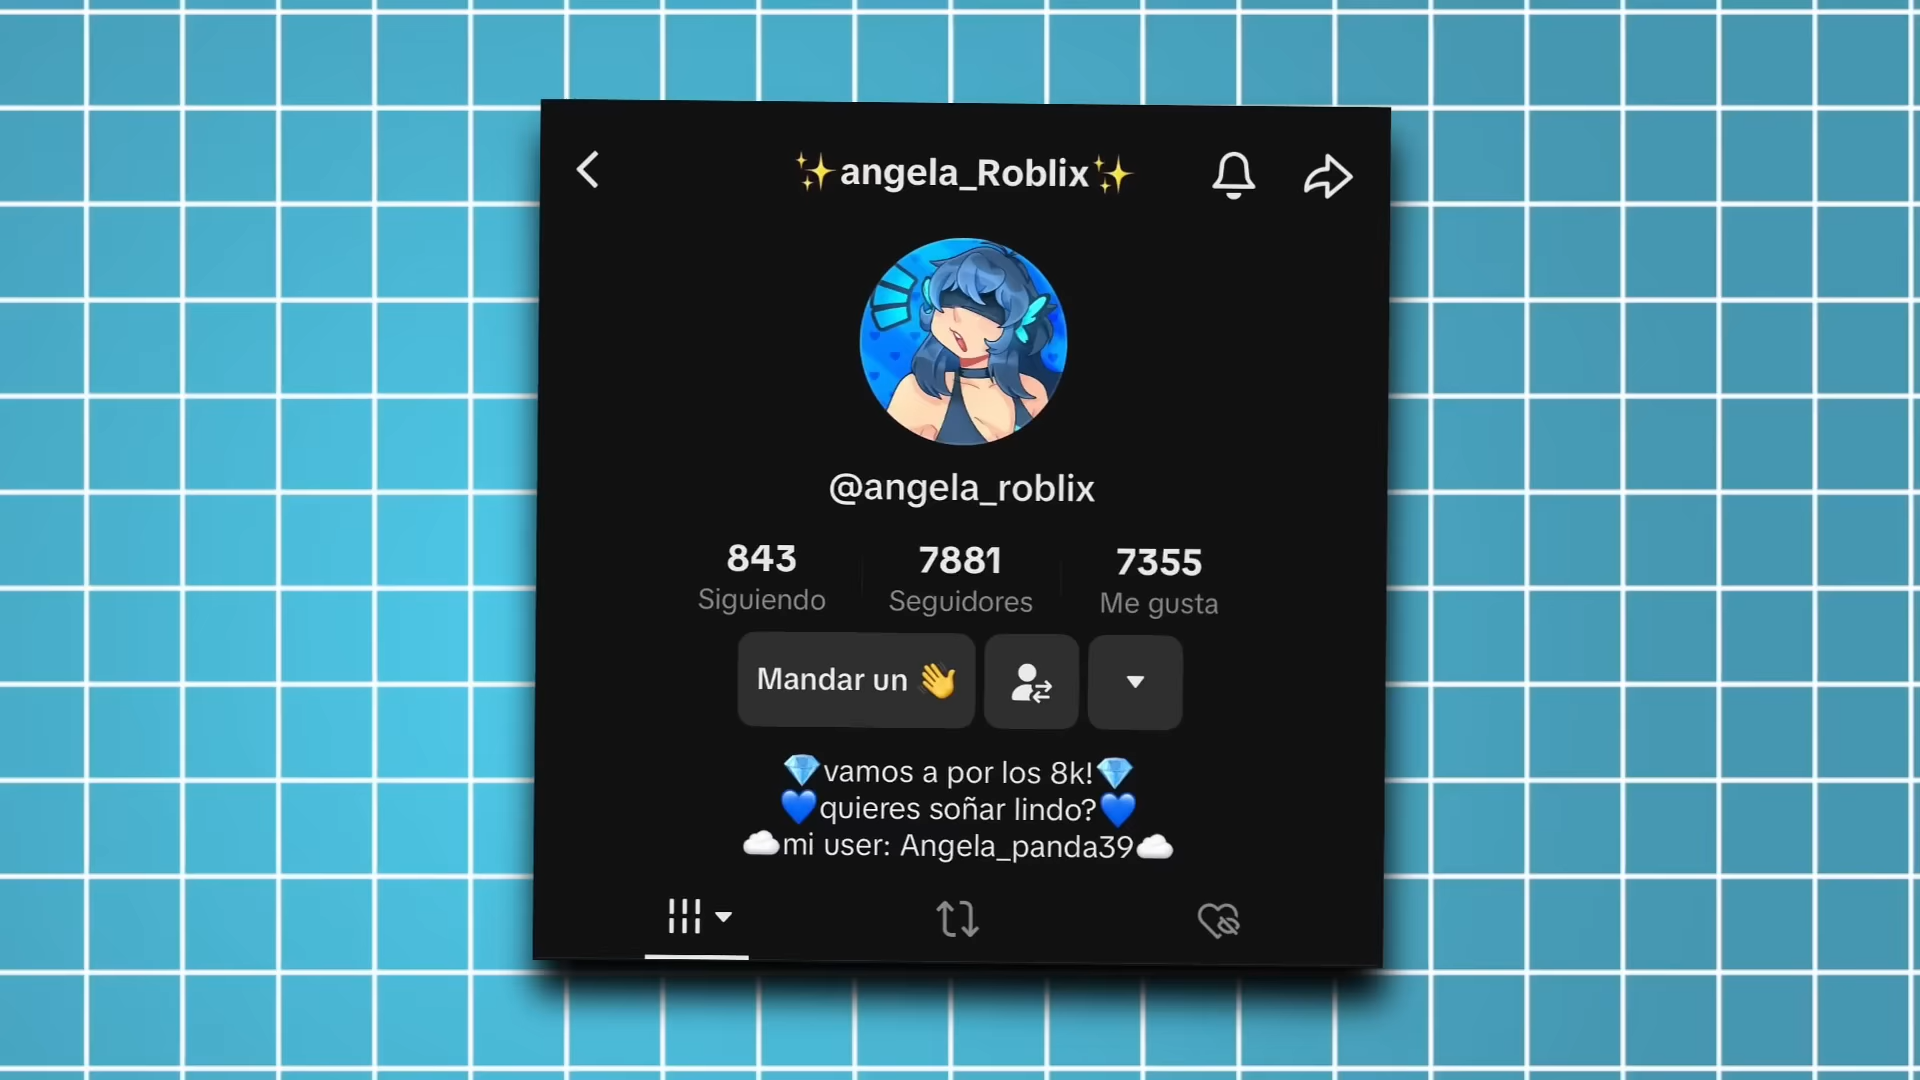 ✨angela_Roblix✨
@angela_roblix
843 7881 7355
Siguiendo Seguidores Me gusta
Mandar un 👋
💎vamos a por los 8k!💎
💙quieres soñar lindo?💙
☁️mi user: Angela_panda39☁️